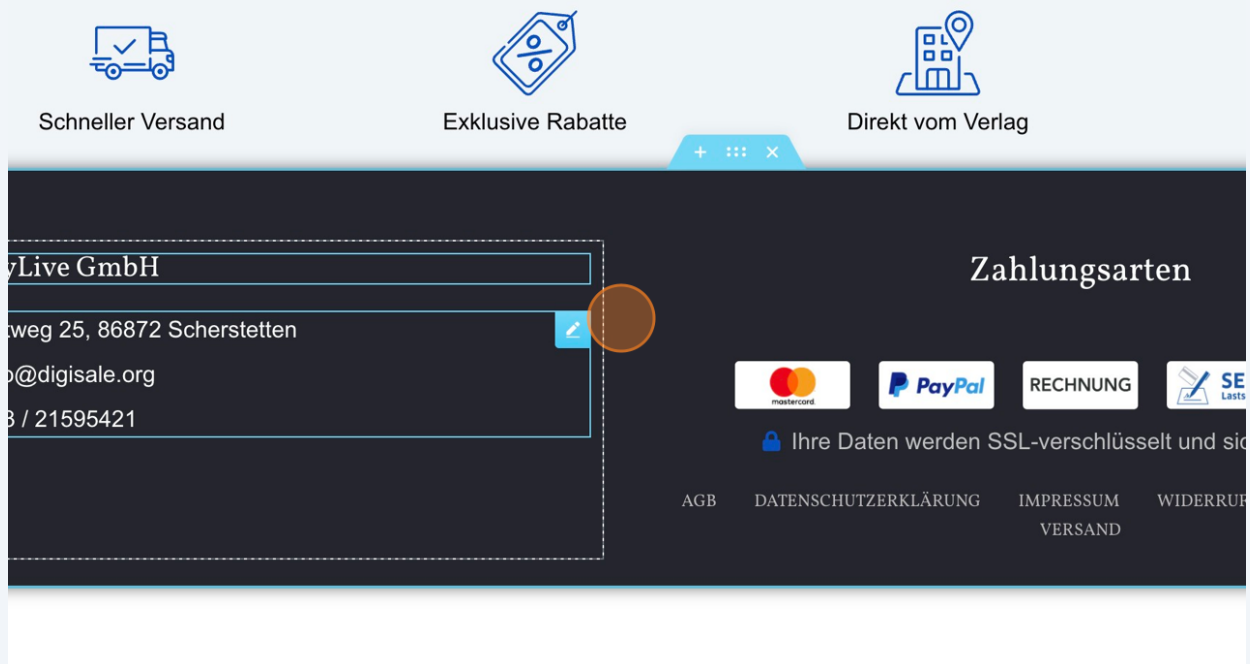 Schneller Versand
Exklusive Rabatte
Direkt vom Verlag
yLive GmbH
weg 25, 86872 Scherstetten
@digisale.org
/ 21595421
Zahlungsarten
mastercard.
PayPal
RECHNUNG
SE
Lasts
Ihre Daten werden SSL-verschlüsselt und sic
AGB DATENSCHUTZERKLÄRUNG IMPRESSUM WIDERRUF
VERSAND